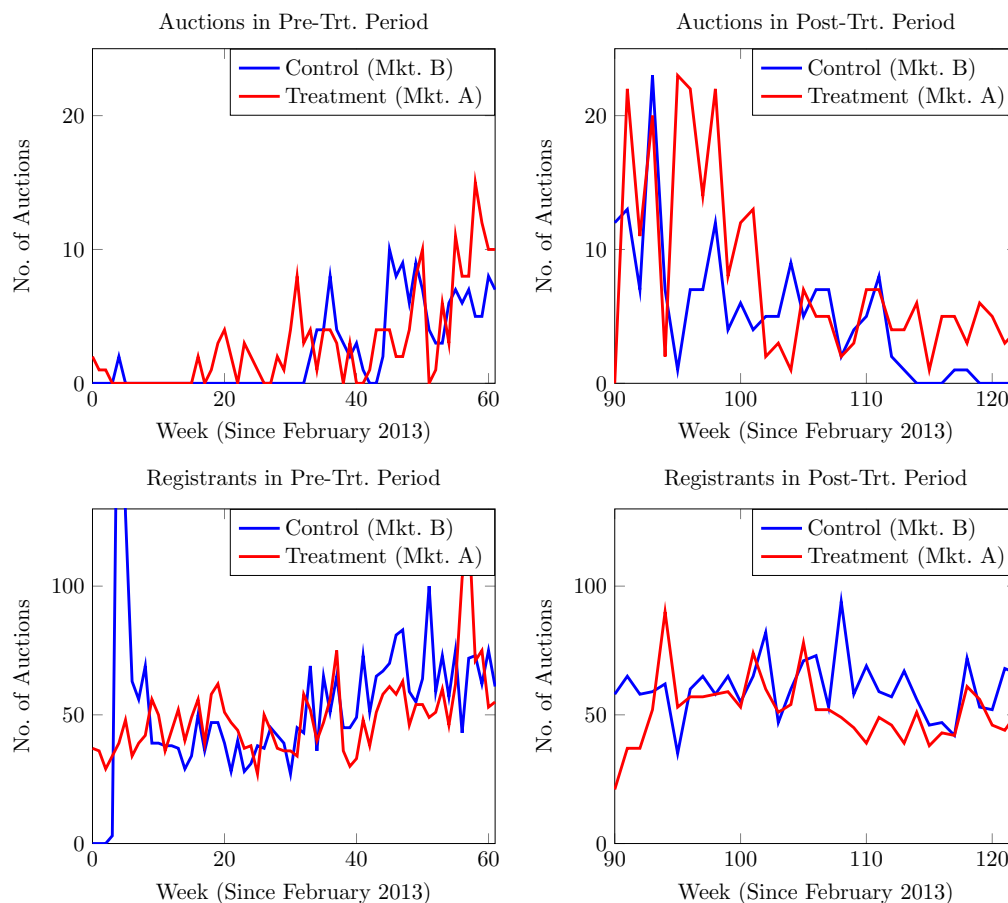 Auctions in Pre-Trt. Period
Control (Mkt. B)
Treatment (Mkt. A)
No. of Auctions
0
10
20
0
20
40
60
Week (Since February 2013)
Auctions in Post-Trt. Period
Control (Mkt. B)
Treatment (Mkt. A)
No. of Auctions
0
10
20
90
100
110
120
Week (Since February 2013)
Registrants in Pre-Trt. Period
Control (Mkt. B)
Treatment (Mkt. A)
No. of Auctions
0
50
100
0
20
40
60
Week (Since February 2013)
Registrants in Post-Trt. Period
Control (Mkt. B)
Treatment (Mkt. A)
No. of Auctions
0
50
100
90
100
110
120
Week (Since February 2013)